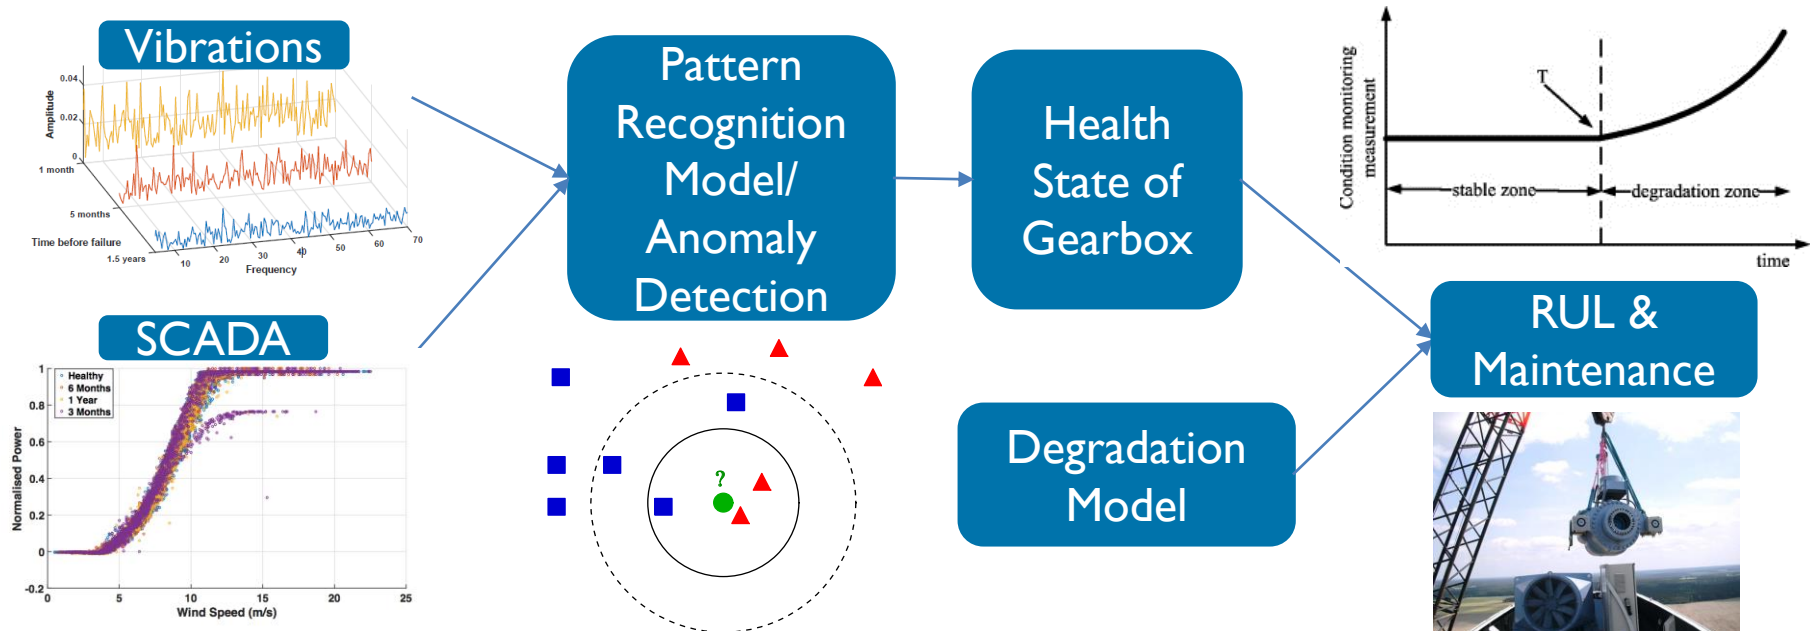 Vibrations
0.04
0.02
0
Amplitude
1 month
5 months
Time before failure
1.5 years
10
20
30
40
50
60
70
Frequency
SCADA
1
0.8
0.6
0.4
0.2
0
-0.2
Normalised Power
Healthy
6 Months
1 Year
3 Months
0
5
10
15
20
25
Wind Speed (m/s)
Pattern
Recognition
Model/
Anomaly
Detection
?
Health
State of
Gearbox
Degradation
Model
Condition monitoring
measurement
T
stable zone
degradation zone
time
RUL &
Maintenance